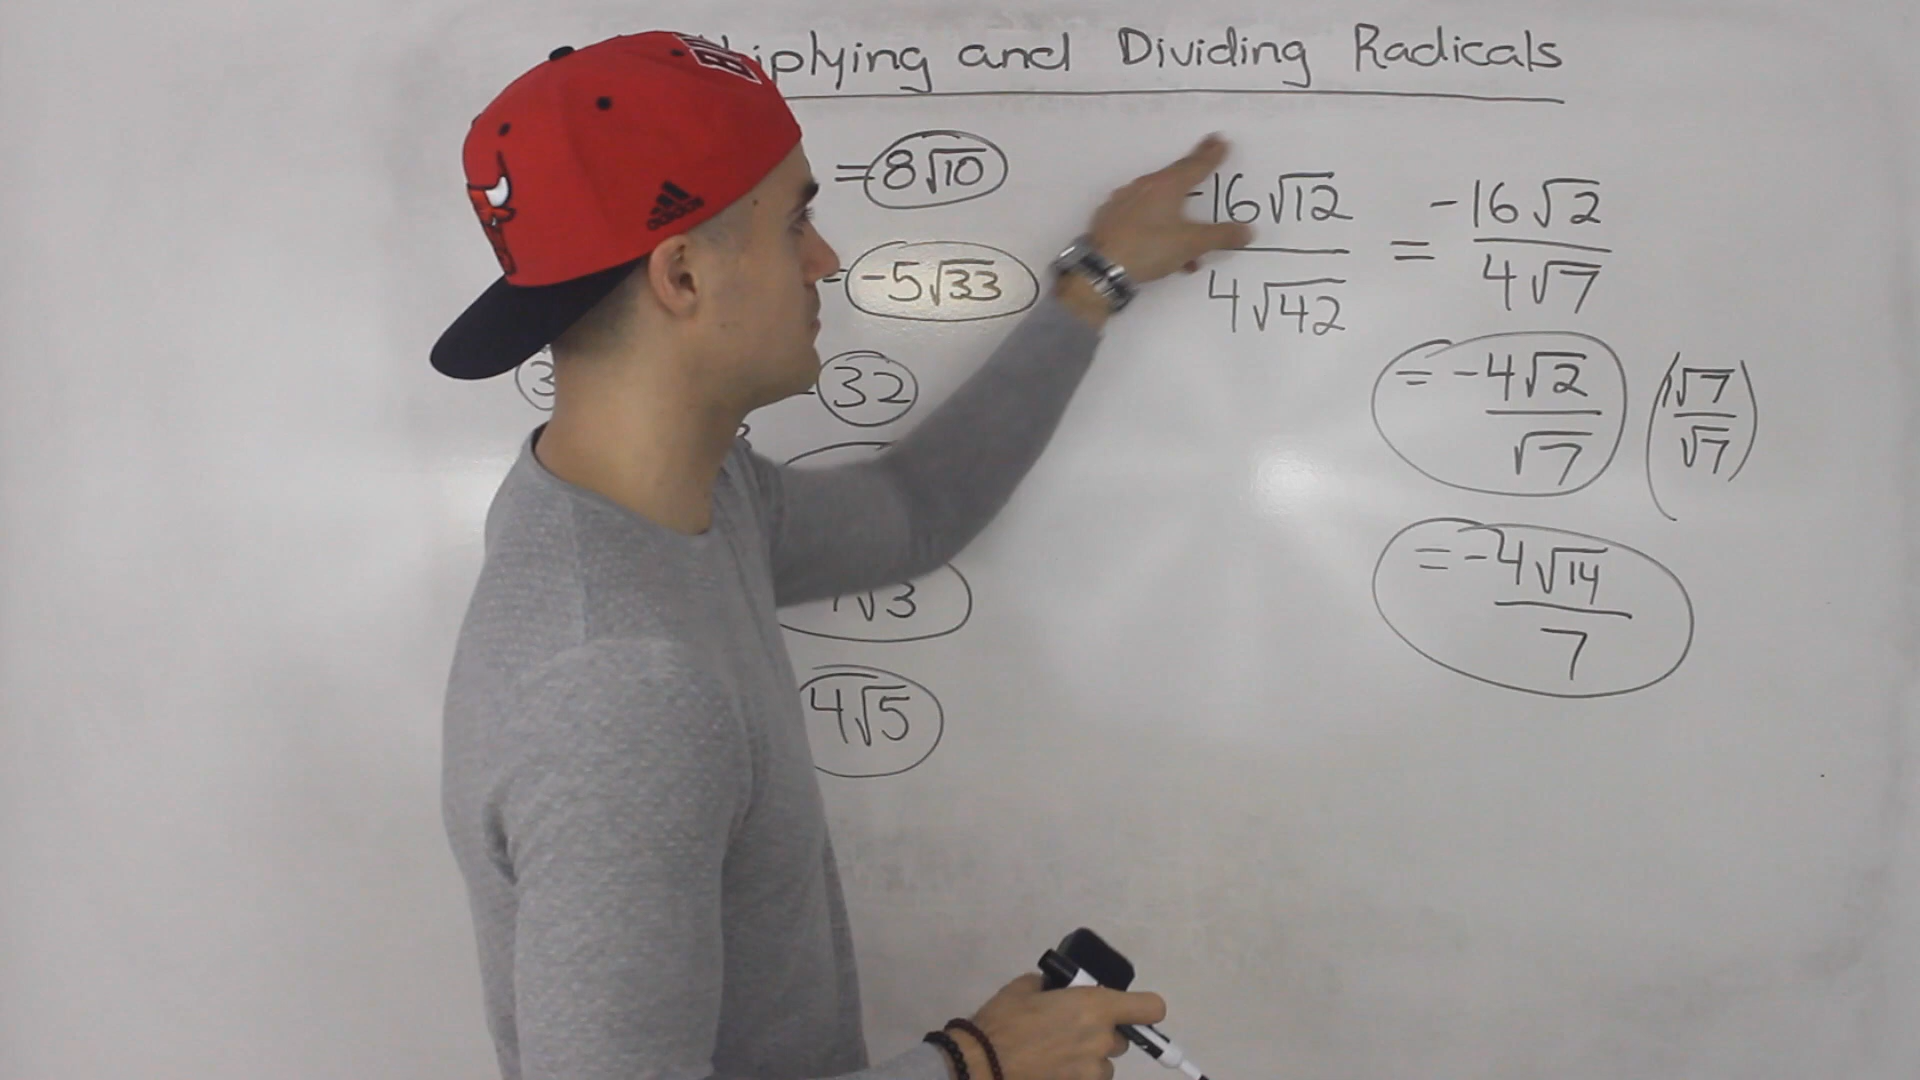 and Dividing Radicals
= 8√10
-5√33
32
√3
4√5
-16√12 / 4√42 = -16√2 / 4√7
= -4√2 / √7 (√7 / √7)
= -4√14 / 7
adidas